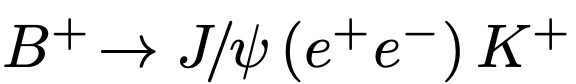 B⁺ → J/ψ (e⁺e⁻) K⁺